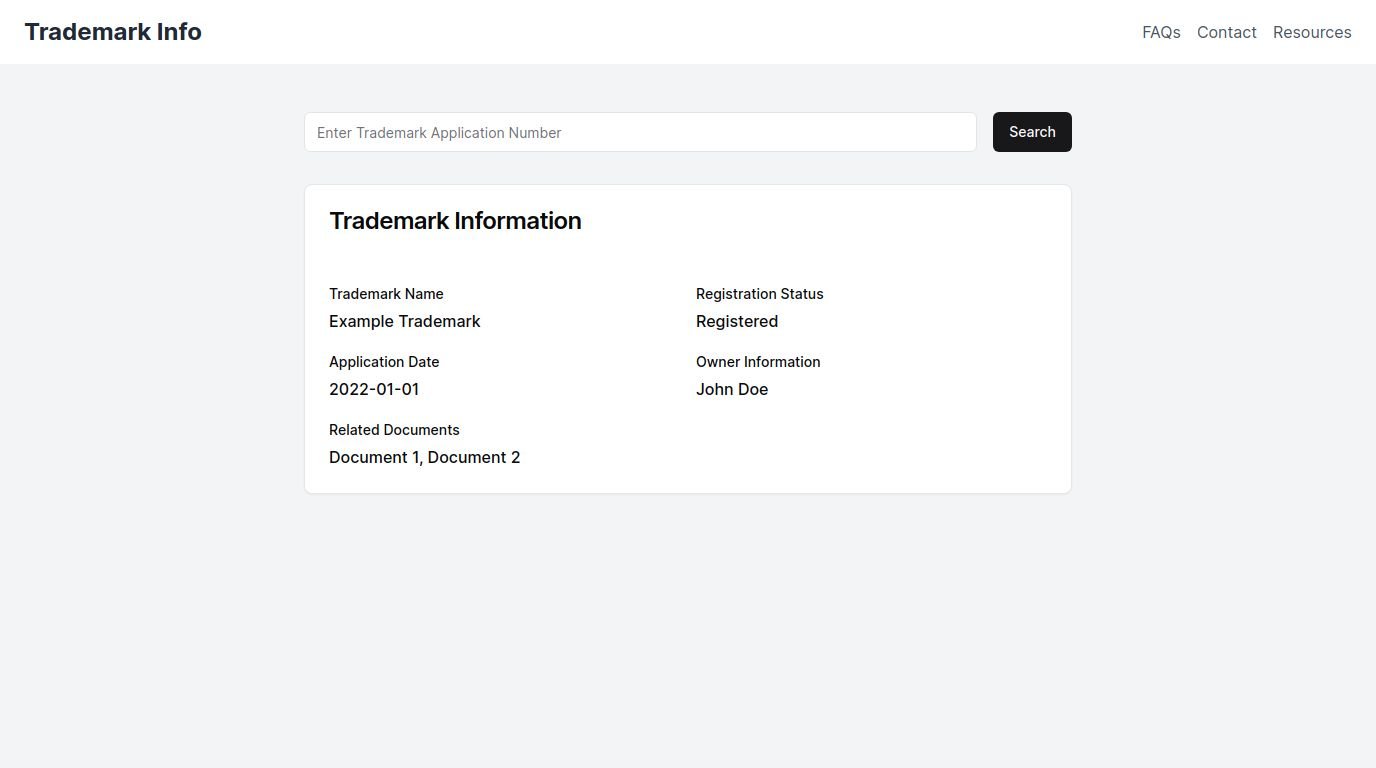 Trademark Info
FAQs Contact Resources
Enter Trademark Application Number
Search
Trademark Information
Trademark Name
Example Trademark
Registration Status
Registered
Application Date
2022-01-01
Owner Information
John Doe
Related Documents
Document 1, Document 2